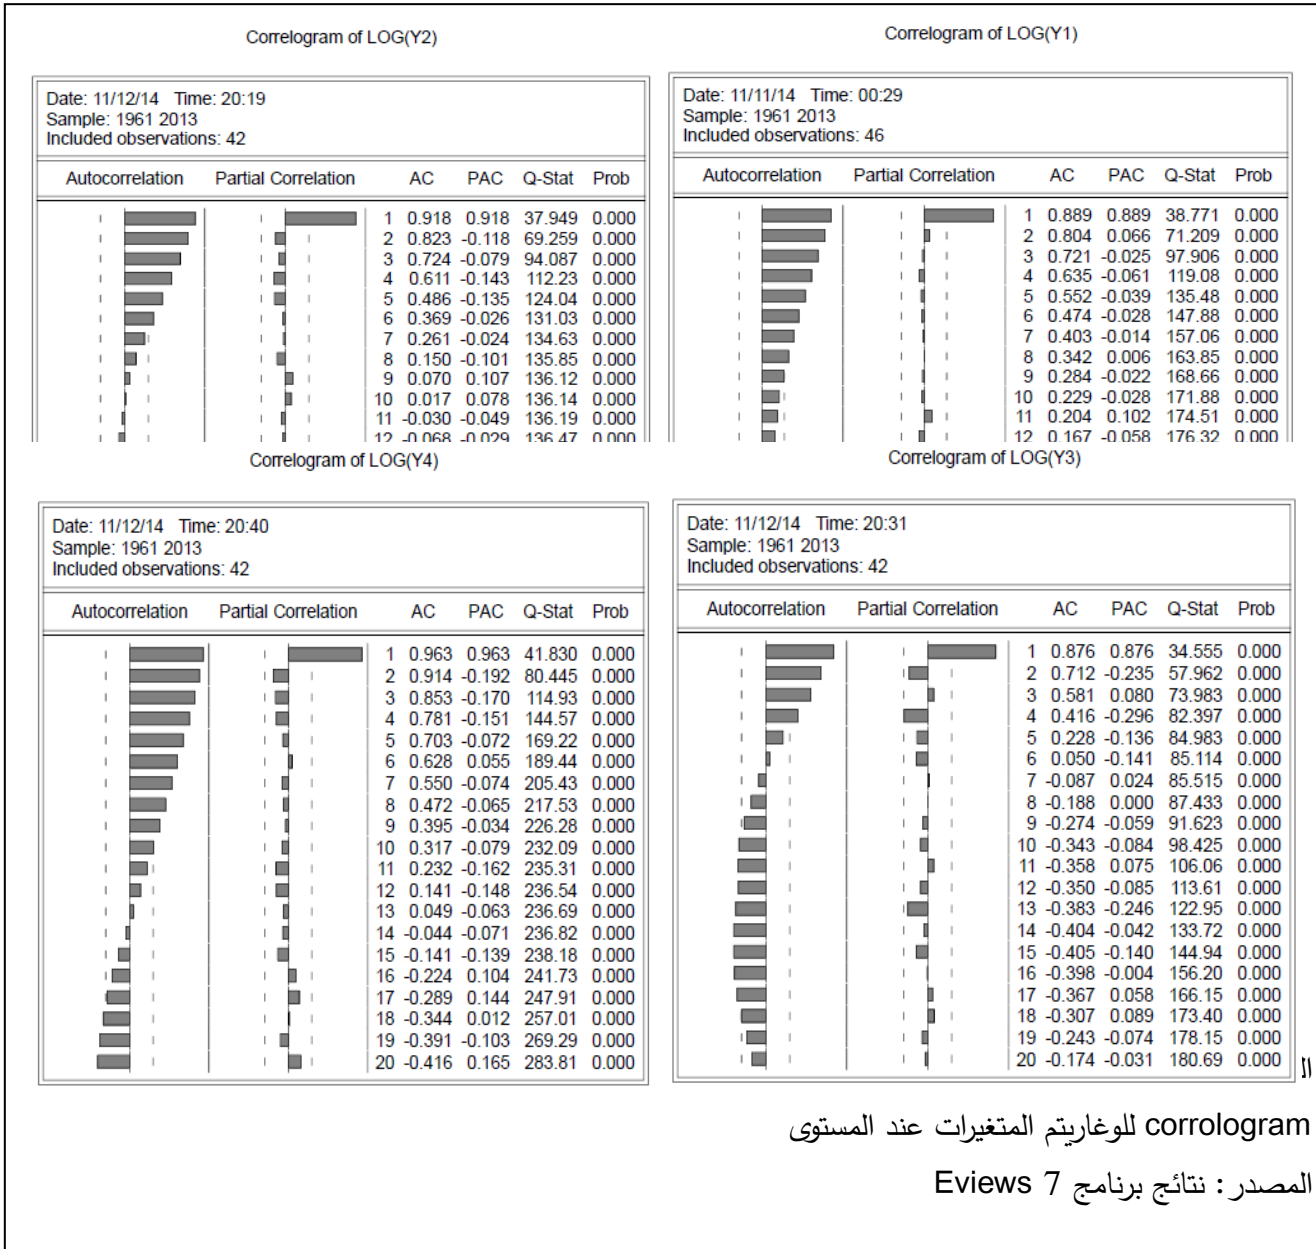 Correlogram of LOG(Y2)
Date: 11/12/14 Time: 20:19
Sample: 1961 2013
Included observations: 42
Autocorrelation Partial Correlation AC PAC Q-Stat Prob
1 0.918 0.918 37.949 0.000
2 0.823 -0.118 69.259 0.000
3 0.724 -0.079 94.087 0.000
4 0.611 -0.143 112.23 0.000
5 0.486 -0.135 124.04 0.000
6 0.369 -0.026 131.03 0.000
7 0.261 -0.024 134.63 0.000
8 0.150 -0.101 135.85 0.000
9 0.070 0.107 136.12 0.000
10 0.017 0.078 136.14 0.000
11 -0.030 -0.049 136.19 0.000
12 -0.068 -0.029 136.47 0.000
Correlogram of LOG(Y1)
Date: 11/11/14 Time: 00:29
Sample: 1961 2013
Included observations: 46
Autocorrelation Partial Correlation AC PAC Q-Stat Prob
1 0.889 0.889 38.771 0.000
2 0.804 0.066 71.209 0.000
3 0.721 -0.025 97.906 0.000
4 0.635 -0.061 119.08 0.000
5 0.552 -0.039 135.48 0.000
6 0.474 -0.028 147.88 0.000
7 0.403 -0.014 157.06 0.000
8 0.342 0.006 163.85 0.000
9 0.284 -0.022 168.66 0.000
10 0.229 -0.028 171.88 0.000
11 0.204 0.102 174.51 0.000
12 0.167 -0.058 176.32 0.000
Correlogram of LOG(Y4)
Date: 11/12/14 Time: 20:40
Sample: 1961 2013
Included observations: 42
Autocorrelation Partial Correlation AC PAC Q-Stat Prob
1 0.963 0.963 41.830 0.000
2 0.914 -0.192 80.445 0.000
3 0.853 -0.170 114.93 0.000
4 0.781 -0.151 144.57 0.000
5 0.703 -0.072 169.22 0.000
6 0.628 0.055 189.44 0.000
7 0.550 -0.074 205.43 0.000
8 0.472 -0.065 217.53 0.000
9 0.395 -0.034 226.28 0.000
10 0.317 -0.079 232.09 0.000
11 0.232 -0.162 235.31 0.000
12 0.141 -0.148 236.54 0.000
13 0.049 -0.063 236.69 0.000
14 -0.044 -0.071 236.82 0.000
15 -0.141 -0.139 238.18 0.000
16 -0.224 0.104 241.73 0.000
17 -0.289 0.144 247.91 0.000
18 -0.344 0.012 257.01 0.000
19 -0.391 -0.103 269.29 0.000
20 -0.416 0.165 283.81 0.000
Correlogram of LOG(Y3)
Date: 11/12/14 Time: 20:31
Sample: 1961 2013
Included observations: 42
Autocorrelation Partial Correlation AC PAC Q-Stat Prob
1 0.876 0.876 34.555 0.000
2 0.712 -0.235 57.962 0.000
3 0.581 0.080 73.983 0.000
4 0.416 -0.296 82.397 0.000
5 0.228 -0.136 84.983 0.000
6 0.050 -0.141 85.114 0.000
7 -0.087 0.024 85.515 0.000
8 -0.188 0.000 87.433 0.000
9 -0.274 -0.059 91.623 0.000
10 -0.343 -0.084 98.425 0.000
11 -0.358 0.075 106.06 0.000
12 -0.350 -0.085 113.61 0.000
13 -0.383 -0.246 122.95 0.000
14 -0.404 -0.042 133.72 0.000
15 -0.405 -0.140 144.94 0.000
16 -0.398 -0.004 156.20 0.000
17 -0.367 0.058 166.15 0.000
18 -0.307 0.089 173.40 0.000
19 -0.243 -0.074 178.15 0.000
20 -0.174 -0.031 180.69 0.000
corrologram للوغاريتم المتغيرات عند المستوى
المصدر: نتائج برنامج Eviews 7